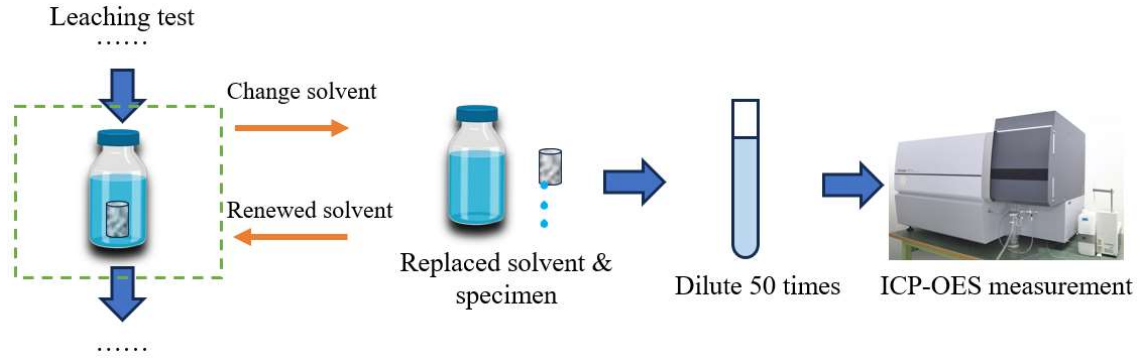 Leaching test
……
Change solvent
Renewed solvent
Replaced solvent &
specimen
Dilute 50 times
ICP-OES measurement
……